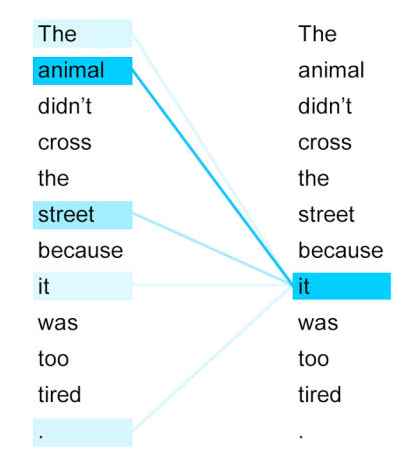 The The
animal animal
didn't didn't
cross cross
the the
street street
because because
it it
was was
too too
tired tired
. .